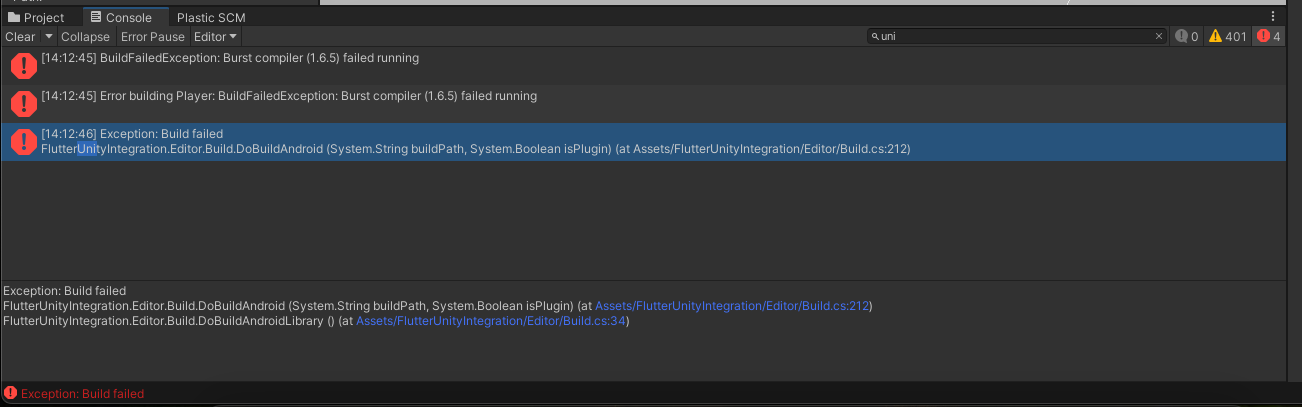 Project Console Plastic SCM
Clear Collapse Error Pause Editor uni 0 401 4
[14:12:45] BuildFailedException: Burst compiler (1.6.5) failed running
[14:12:45] Error building Player: BuildFailedException: Burst compiler (1.6.5) failed running
[14:12:46] Exception: Build failed
FlutterUnityIntegration.Editor.Build.DoBuildAndroid (System.String buildPath, System.Boolean isPlugin) (at Assets/FlutterUnityIntegration/Editor/Build.cs:212)
Exception: Build failed
FlutterUnityIntegration.Editor.Build.DoBuildAndroid (System.String buildPath, System.Boolean isPlugin) (at Assets/FlutterUnityIntegration/Editor/Build.cs:212)
FlutterUnityIntegration.Editor.Build.DoBuildAndroidLibrary () (at Assets/FlutterUnityIntegration/Editor/Build.cs:34)
Exception: Build failed